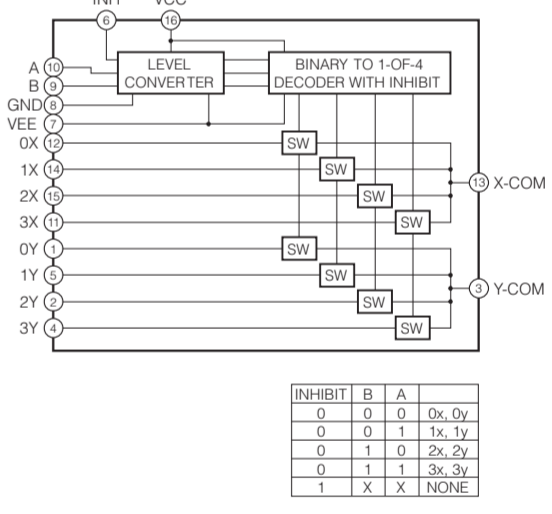 INH VCC
6 16
A 10 LEVEL CONVERTER BINARY TO 1-OF-4 DECODER WITH INHIBIT
B 9
GND 8
VEE 7
0X 12 SW
1X 14 SW
13 X-COM
2X 15 SW
3X 11 SW
0Y 1 SW
1Y 5 SW
3 Y-COM
2Y 2 SW
3Y 4 SW
INHIBIT B A
0 0 0 0x, 0y
0 0 1 1x, 1y
0 1 0 2x, 2y
0 1 1 3x, 3y
1 X X NONE